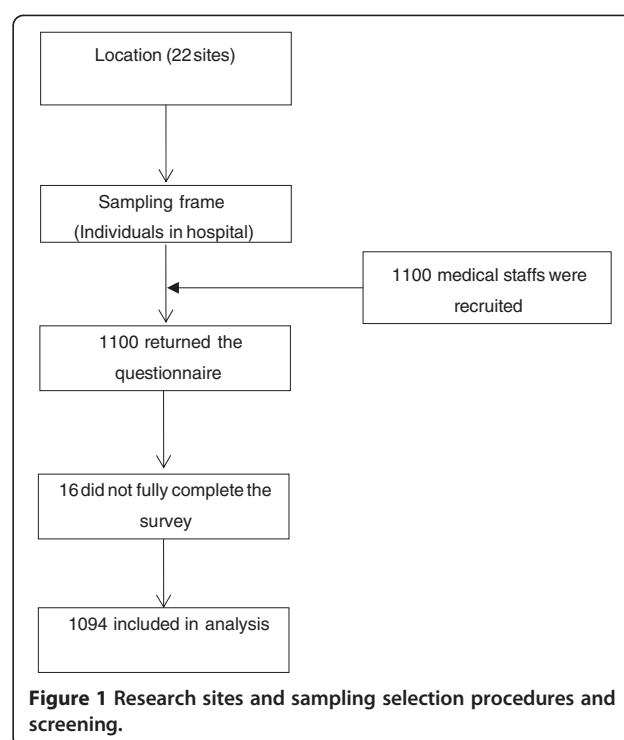 Location (22 sites)
Sampling frame
(Individuals in hospital)
1100 medical staffs were
recruited
1100 returned the
questionnaire
16 did not fully complete the
survey
1094 included in analysis
Figure 1 Research sites and sampling selection procedures and
screening.